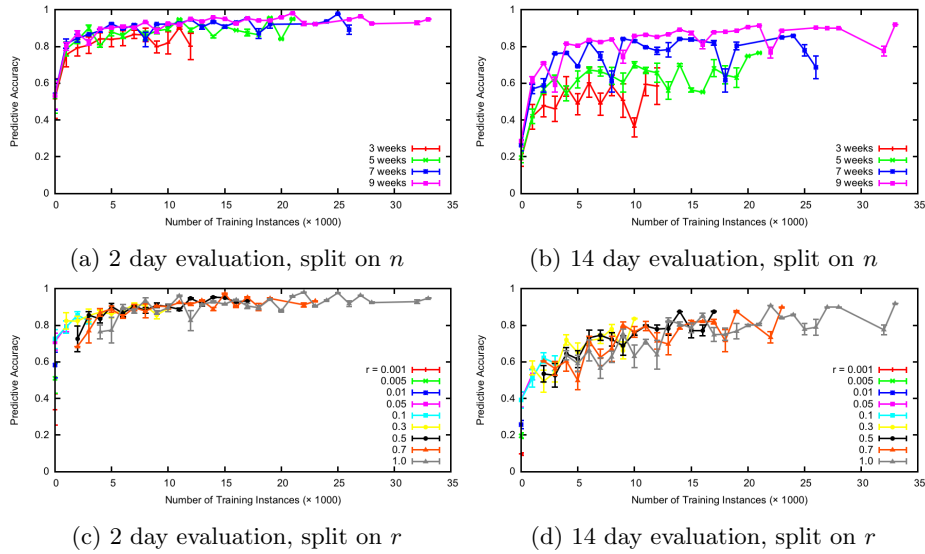 1
0.8
0.6
0.4
0.2
0
Predictive Accuracy
3 weeks
5 weeks
7 weeks
9 weeks
0 5 10 15 20 25 30 35
Number of Training Instances (× 1000)
(a) 2 day evaluation, split on n
1
0.8
0.6
0.4
0.2
0
Predictive Accuracy
3 weeks
5 weeks
7 weeks
9 weeks
0 5 10 15 20 25 30 35
Number of Training Instances (× 1000)
(b) 14 day evaluation, split on n
1
0.8
0.6
0.4
0.2
0
Predictive Accuracy
r = 0.001
0.005
0.01
0.05
0.1
0.3
0.5
0.7
1.0
0 5 10 15 20 25 30 35
Number of Training Instances (× 1000)
(c) 2 day evaluation, split on r
1
0.8
0.6
0.4
0.2
0
Predictive Accuracy
r = 0.001
0.005
0.01
0.05
0.1
0.3
0.5
0.7
1.0
0 5 10 15 20 25 30 35
Number of Training Instances (× 1000)
(d) 14 day evaluation, split on r